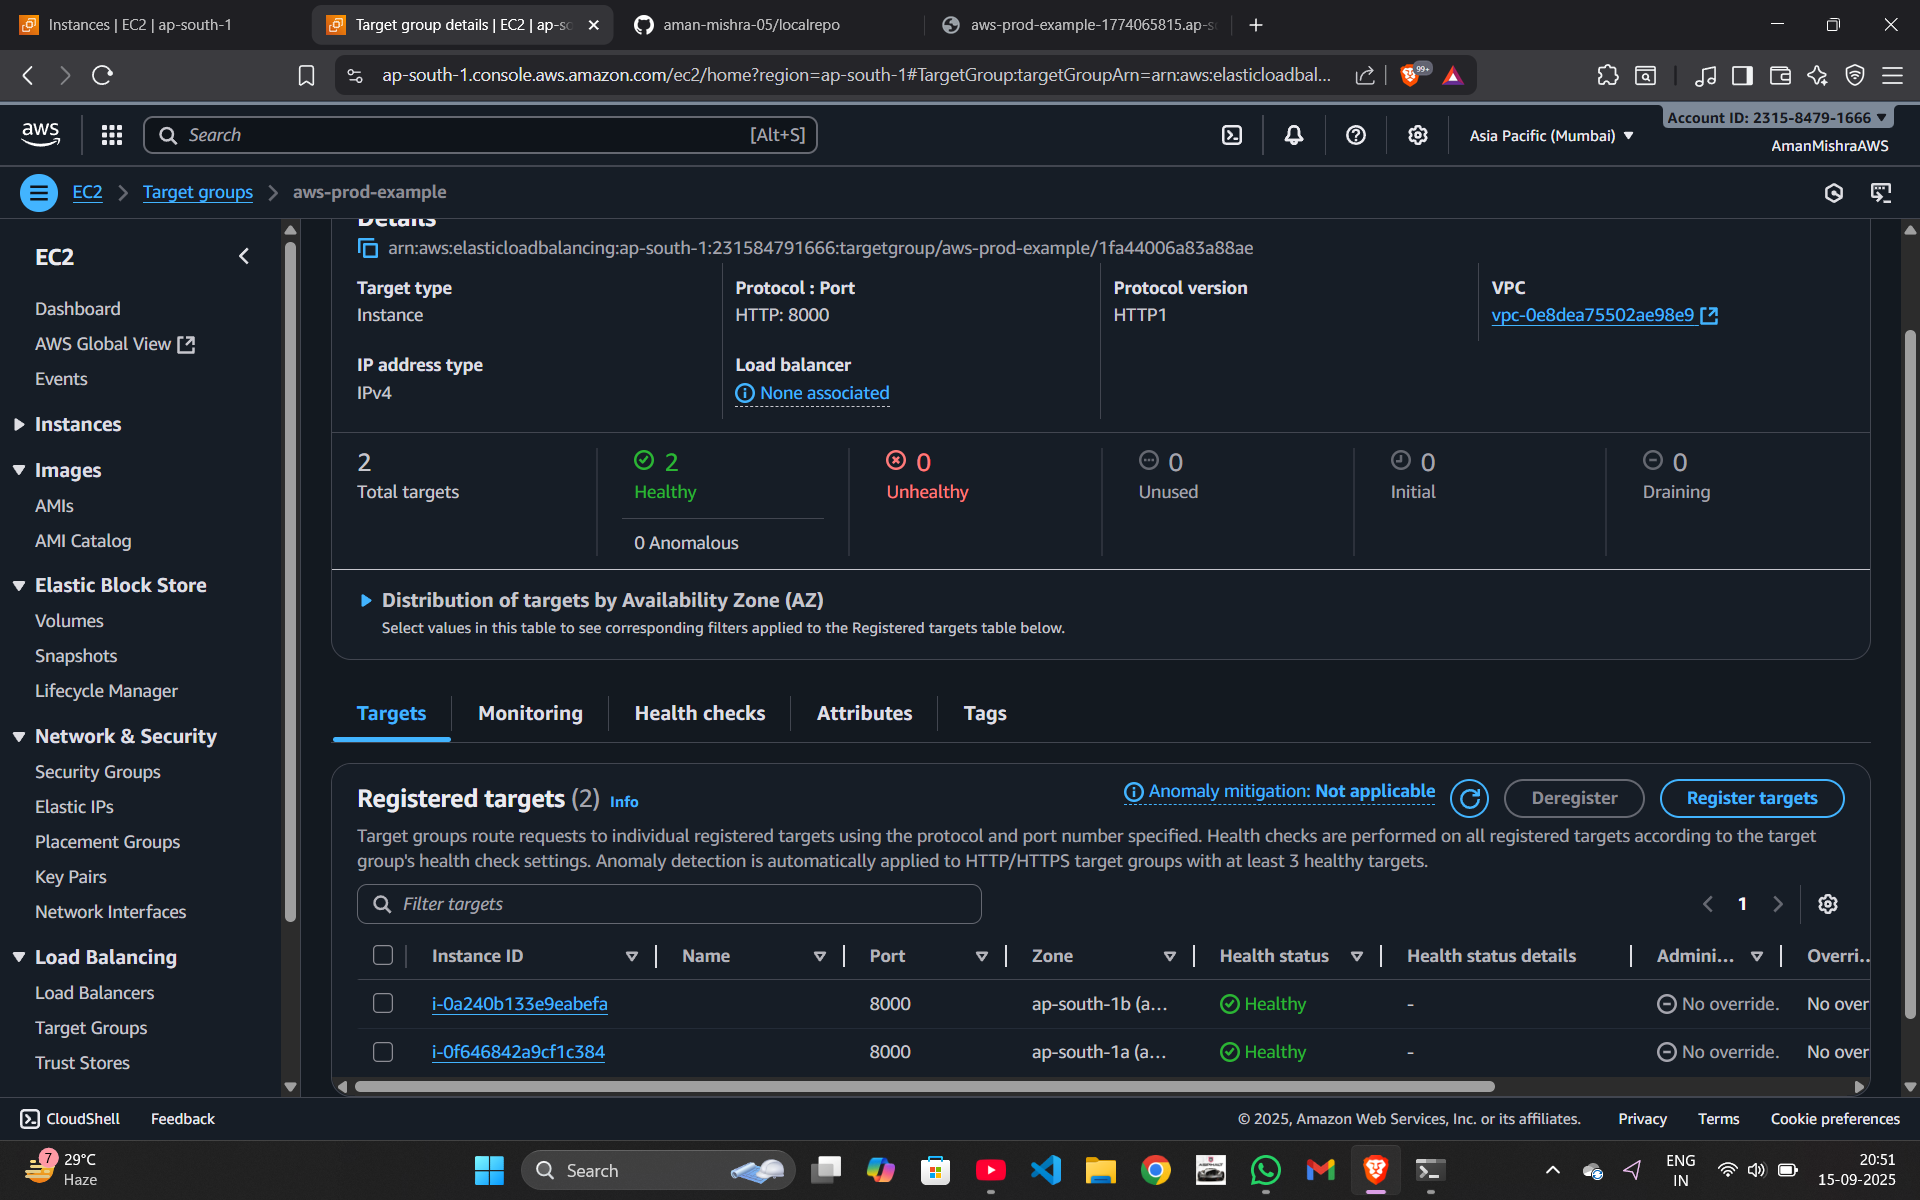 Instances | EC2 | ap-south-1
Target group details | EC2 | ap-sc
aman-mishra-05/localrepo
aws-prod-example-1774065815.ap-s
ap-south-1.console.aws.amazon.com/ec2/home?region=ap-south-1#TargetGroup:targetGroupArn=arn:aws:elasticloadbal...
99+
aws
Search
[Alt+S]
Asia Pacific (Mumbai)
Account ID: 2315-8479-1666
AmanMishraAWS
EC2
Target groups
aws-prod-example
EC2
Dashboard
AWS Global View
Events
Instances
Images
AMIs
AMI Catalog
Elastic Block Store
Volumes
Snapshots
Lifecycle Manager
Network & Security
Security Groups
Elastic IPs
Placement Groups
Key Pairs
Network Interfaces
Load Balancing
Load Balancers
Target Groups
Trust Stores
Details
arn:aws:elasticloadbalancing:ap-south-1:231584791666:targetgroup/aws-prod-example/1fa44006a83a88ae
Target type
Instance
Protocol : Port
HTTP: 8000
Protocol version
HTTP1
VPC
vpc-0e8dea75502ae98e9
IP address type
IPv4
Load balancer
None associated
2
Total targets
2
Healthy
0 Anomalous
0
Unhealthy
0
Unused
0
Initial
0
Draining
Distribution of targets by Availability Zone (AZ)
Select values in this table to see corresponding filters applied to the Registered targets table below.
Targets
Monitoring
Health checks
Attributes
Tags
Registered targets (2) Info
Anomaly mitigation: Not applicable
Deregister
Register targets
Target groups route requests to individual registered targets using the protocol and port number specified. Health checks are performed on all registered targets according to the target
group's health check settings. Anomaly detection is automatically applied to HTTP/HTTPS target groups with at least 3 healthy targets.
Filter targets
1
Instance ID Name Port Zone Health status Health status details Admini... Overri...
i-0a240b133e9eabefa 8000 ap-south-1b (a... Healthy - No override. No over
i-0f646842a9cf1c384 8000 ap-south-1a (a... Healthy - No override. No over
CloudShell
Feedback
© 2025, Amazon Web Services, Inc. or its affiliates.
Privacy
Terms
Cookie preferences
7
29°C
Haze
Search
ENG
IN
20:51
15-09-2025